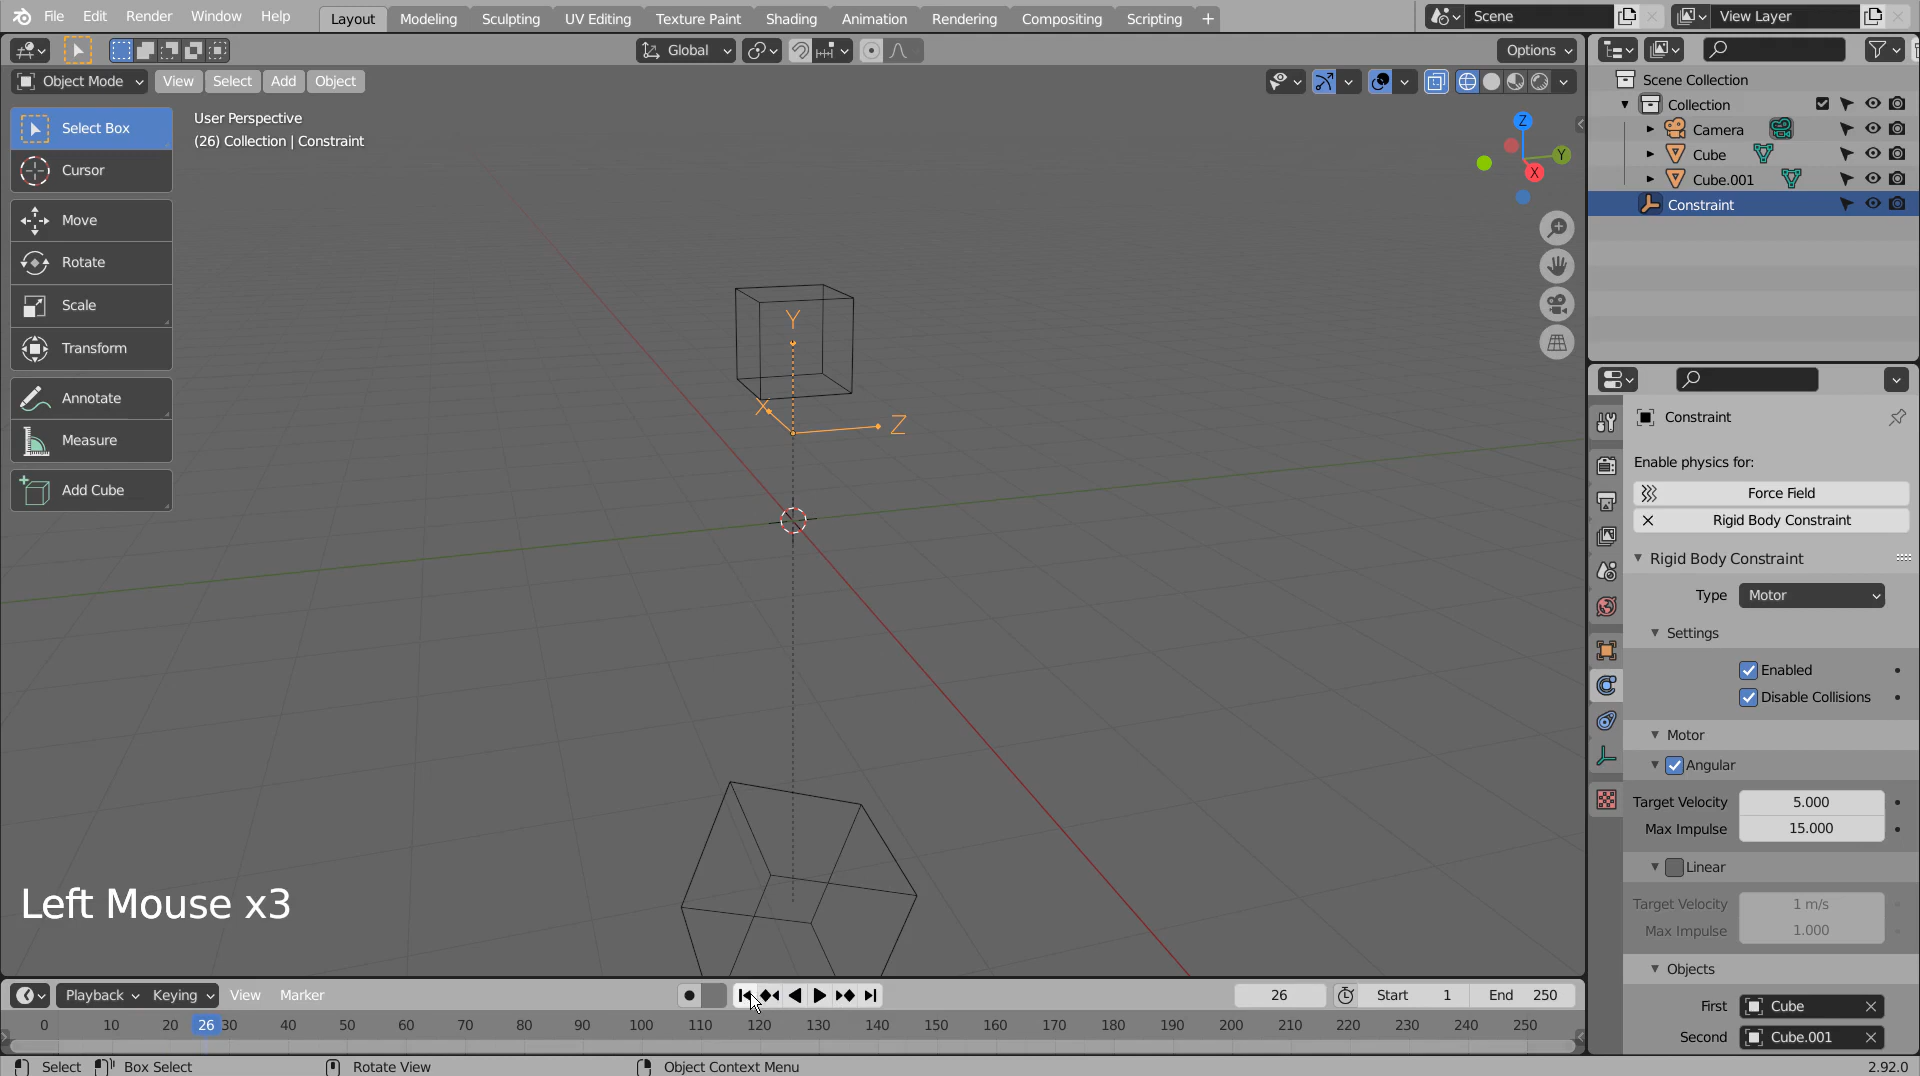 File Edit Render Window Help Layout Modeling Sculpting UV Editing Texture Paint Shading Animation Rendering Compositing Scripting + Scene View Layer
Global Options
Object Mode View Select Add Object
Scene Collection
Collection
Camera
Cube
Cube.001
Constraint
Select Box
Cursor
Move
Rotate
Scale
Transform
Annotate
Measure
Add Cube
User Perspective
(26) Collection | Constraint
Z
Y
X
Y
X
Z
Constraint
Enable physics for:
Force Field
Rigid Body Constraint
Rigid Body Constraint
Type Motor
Settings
Enabled
Disable Collisions
Motor
Angular
Target Velocity 5.000
Max Impulse 15.000
Linear
Target Velocity 1 m/s
Max Impulse 1.000
Objects
First Cube
Second Cube.001
Left Mouse x3
Playback Keying View Marker 26 Start 1 End 250
0 10 20 26 30 40 50 60 70 80 90 100 110 120 130 140 150 160 170 180 190 200 210 220 230 240 250
Select Box Select Rotate View Object Context Menu 2.92.0